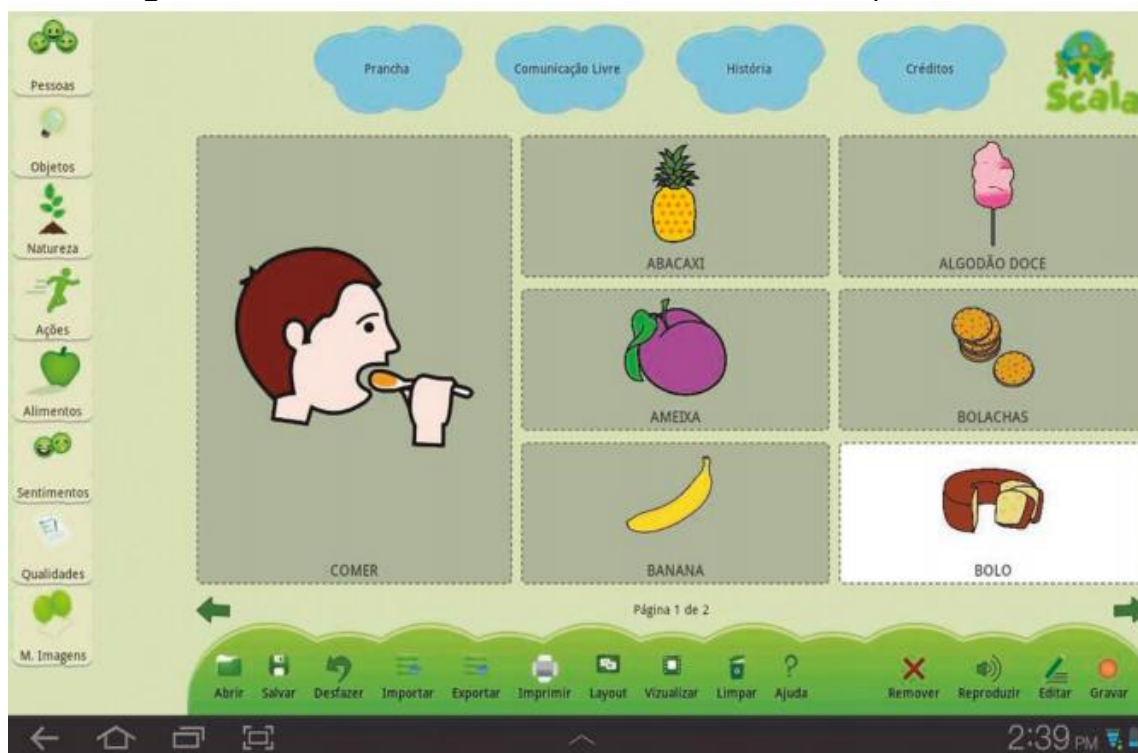 Prancha
Comunicação Livre
História
Créditos
Scala
Pessoas
Objetos
Natureza
Ações
Alimentos
Sentimentos
Qualidades
M. Imagens
COMER
ABACAXI
ALGODÃO DOCE
AMEIXA
BOLACHAS
BANANA
BOLO
Página 1 de 2
Abrir
Salvar
Desfazer
Importar
Exportar
Imprimir
Layout
Vizualizar
Limpar
Ajuda
Remover
Reproduzir
Editar
Gravar
2:39 PM